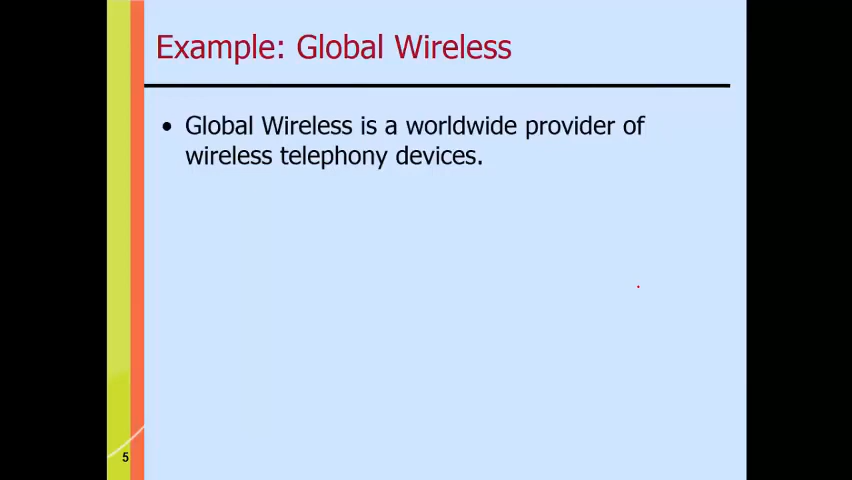 Example: Global Wireless
• Global Wireless is a worldwide provider of
wireless telephony devices.
5